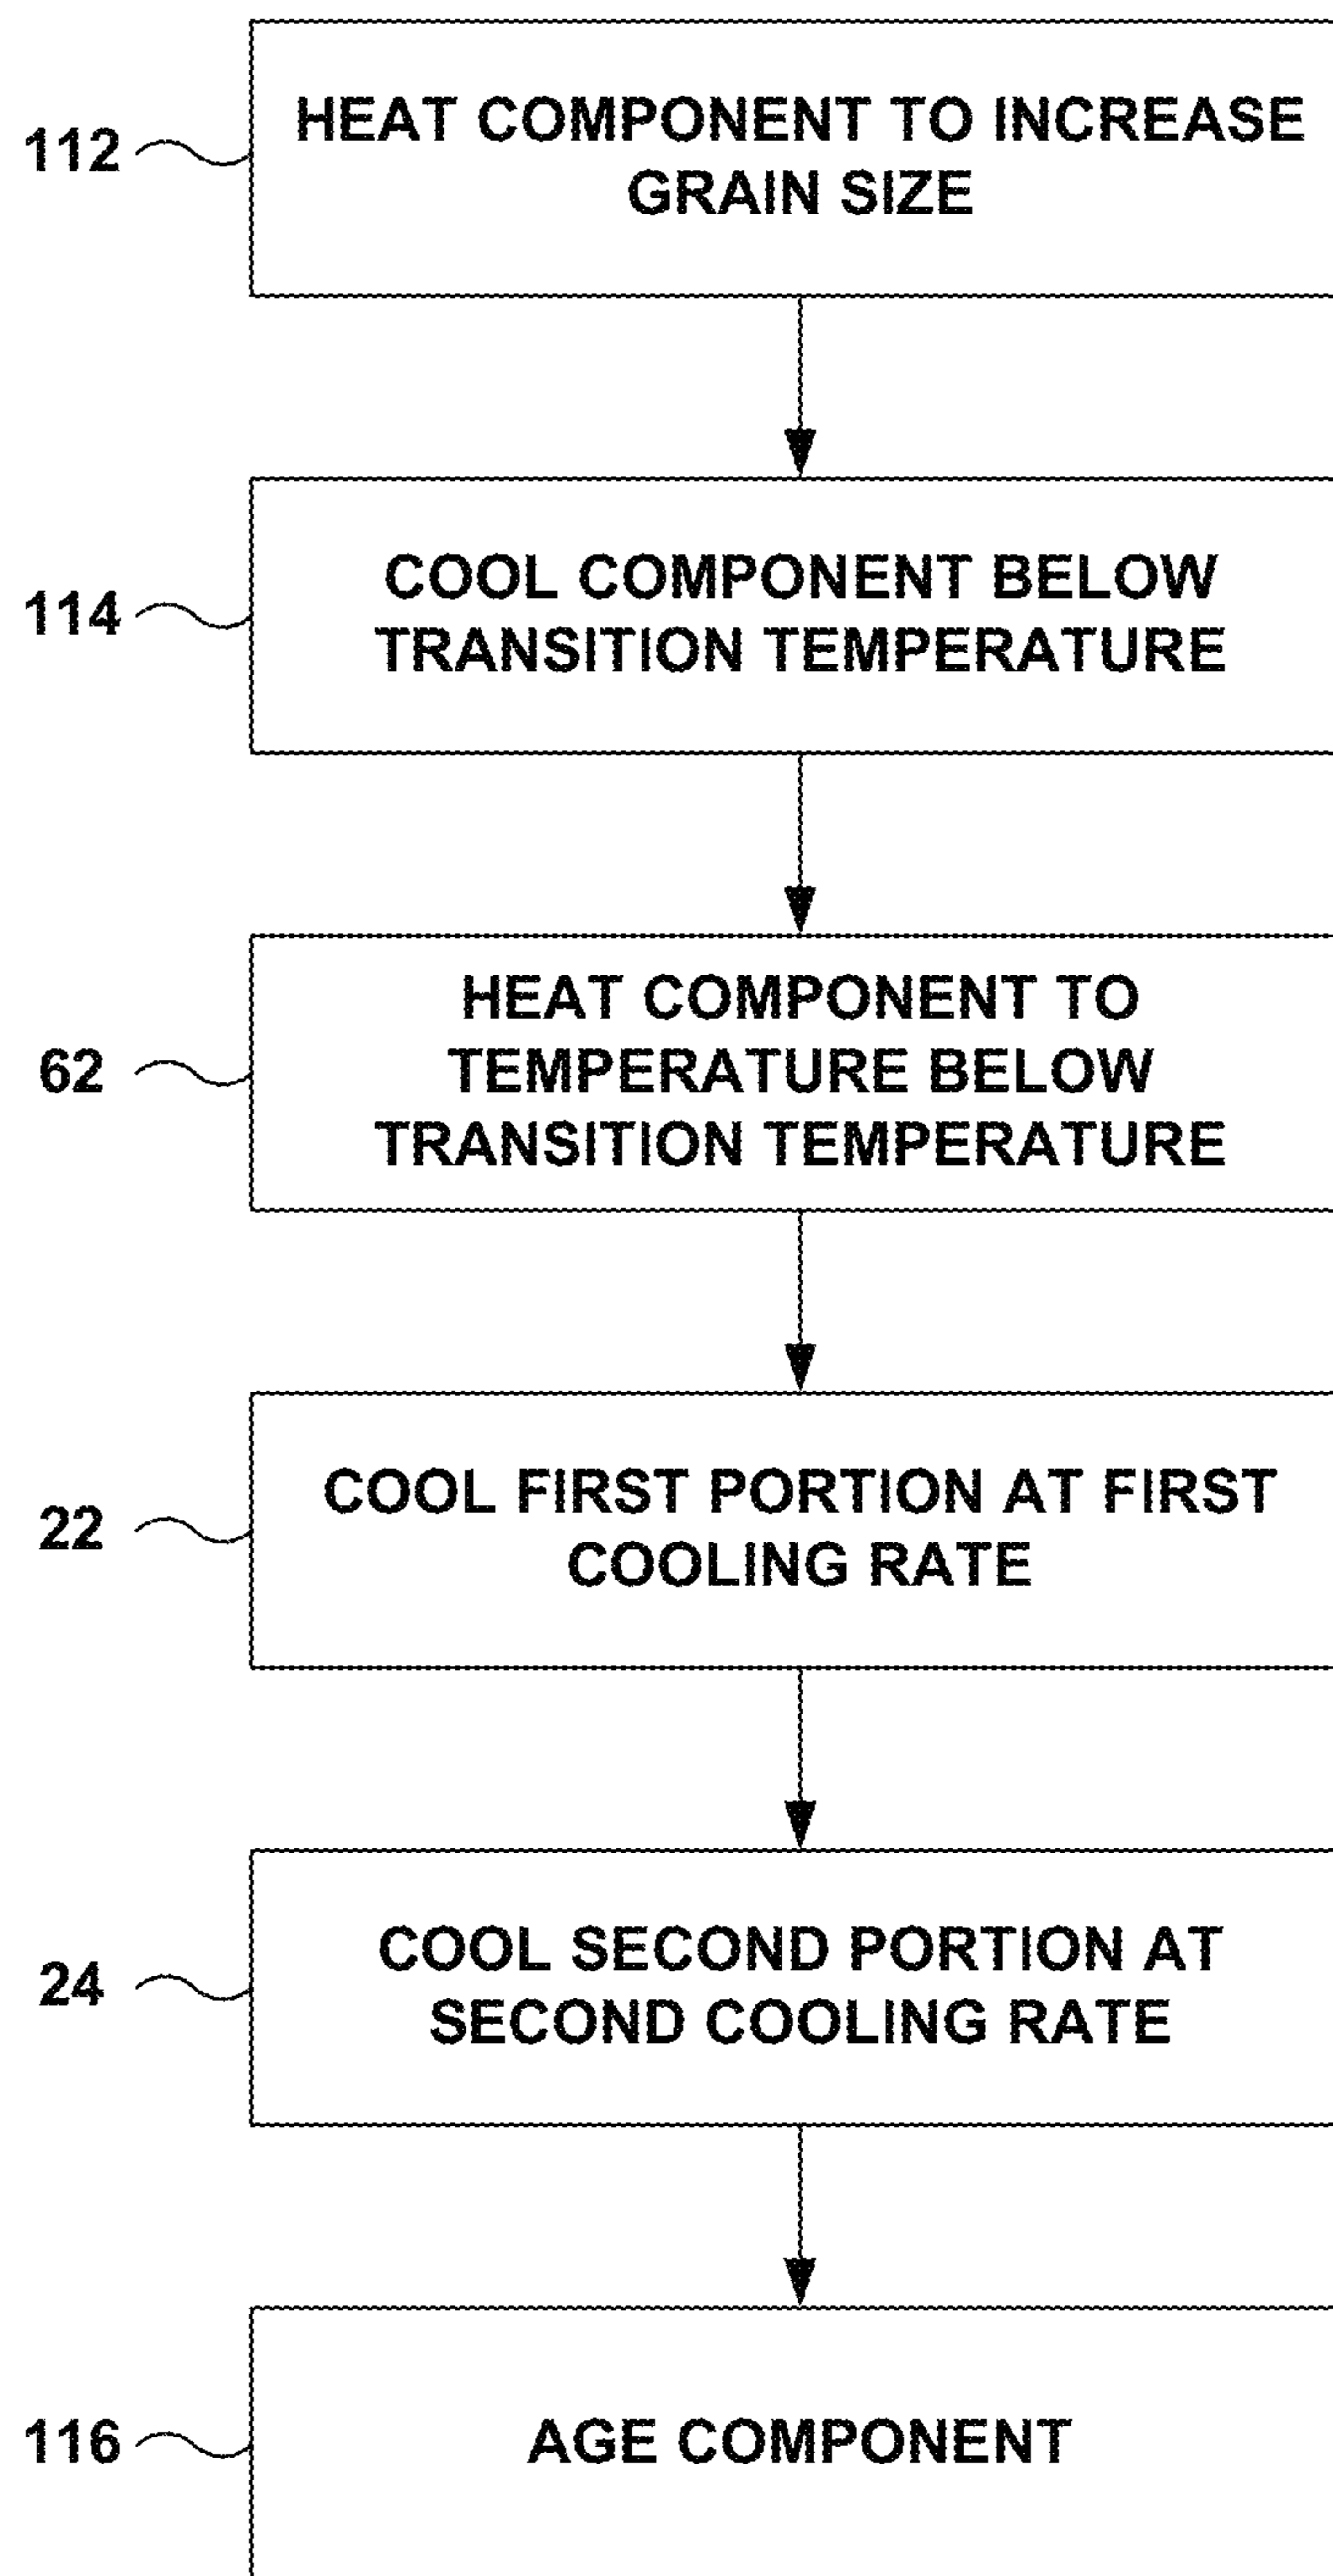 HEAT COMPONENT TO INCREASE
GRAIN SIZE
112
COOL COMPONENT BELOW
TRANSITION TEMPERATURE
114
HEAT COMPONENT TO
TEMPERATURE BELOW
TRANSITION TEMPERATURE
62
COOL FIRST PORTION AT FIRST
COOLING RATE
22
COOL SECOND PORTION AT
SECOND COOLING RATE
24
AGE COMPONENT
116